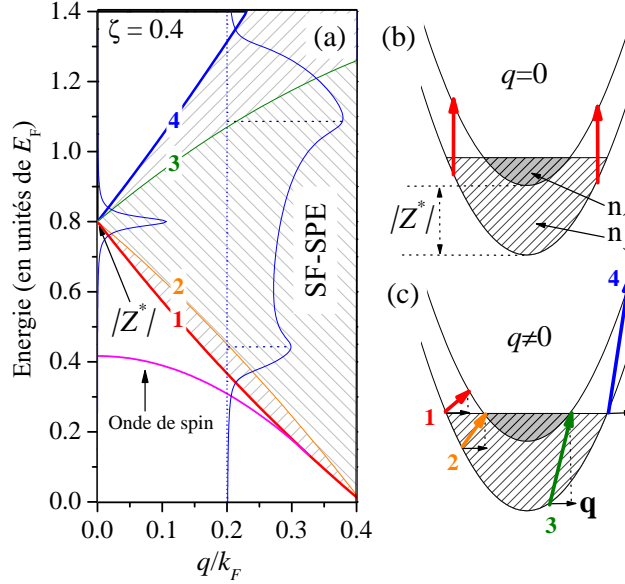 ζ = 0.4
(a)
4
3
SF-SPE
2
1
|Z*|
Onde de spin
Energie (en unités de E_F)
1.4
1.2
1.0
0.8
0.6
0.4
0.2
0.0
0.0 0.1 0.2 0.3 0.4
q/k_F
(b)
q=0
n
n
|Z*|
(c)
q≠0
4
1
2
3
q